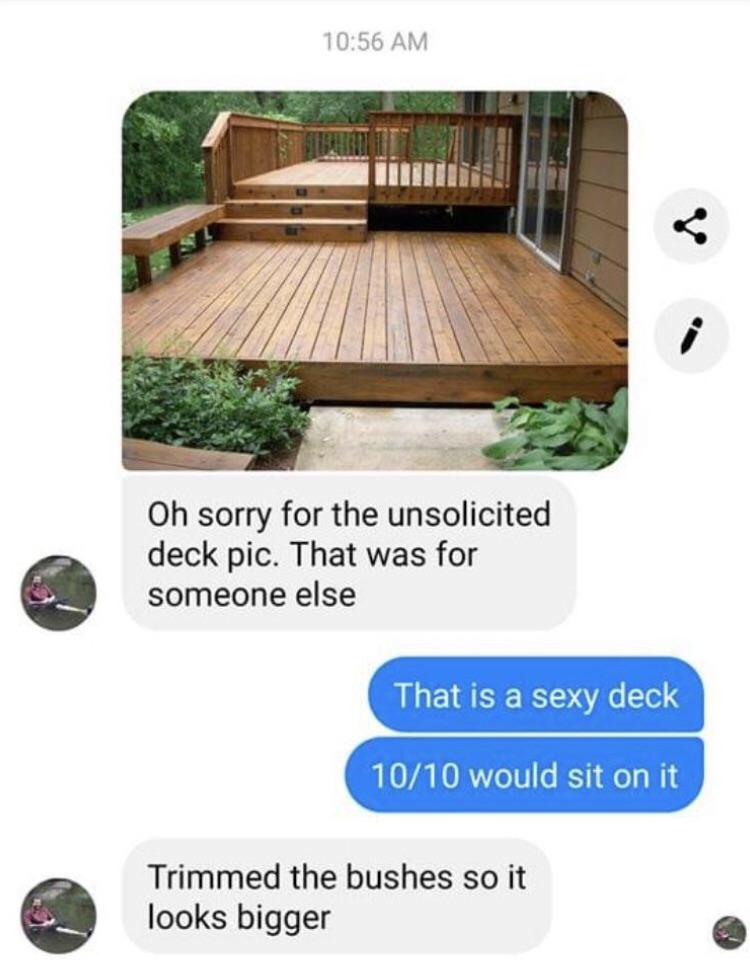 10:56 AM
Oh sorry for the unsolicited
deck pic. That was for
someone else
That is a sexy deck
10/10 would sit on it
Trimmed the bushes so it
looks bigger